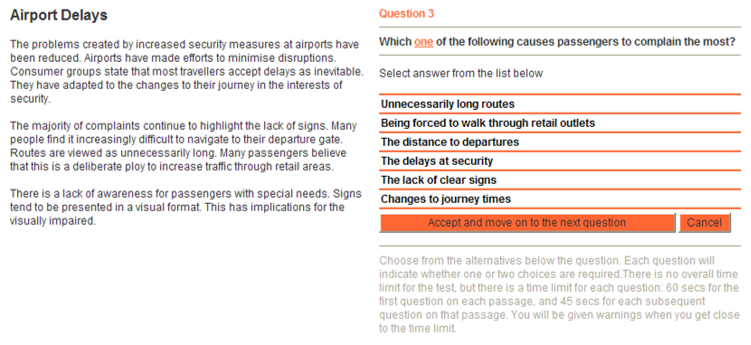 Airport Delays
The problems created by increased security measures at airports have
been reduced. Airports have made efforts to minimise disruptions.
Consumer groups state that most travellers accept delays as inevitable.
They have adapted to the changes to their journey in the interests of
security.
The majority of complaints continue to highlight the lack of signs. Many
people find it increasingly difficult to navigate to their departure gate.
Routes are viewed as unnecessarily long. Many passengers believe
that this is a deliberate ploy to increase traffic through retail areas.
There is a lack of awareness for passengers with special needs. Signs
tend to be presented in a visual format. This has implications for the
visually impaired.
Question 3
Which one of the following causes passengers to complain the most?
Select answer from the list below
Unnecessarily long routes
Being forced to walk through retail outlets
The distance to departures
The delays at security
The lack of clear signs
Changes to journey times
Accept and move on to the next question
Cancel
Choose from the alternatives below the question. Each question will
indicate whether one or two choices are required.There is no overall time
limit for the test, but there is a time limit for each question: 60 secs for the
first question on each passage, and 45 secs for each subsequent
question on that passage. You will be given warnings when you get close
to the time limit.